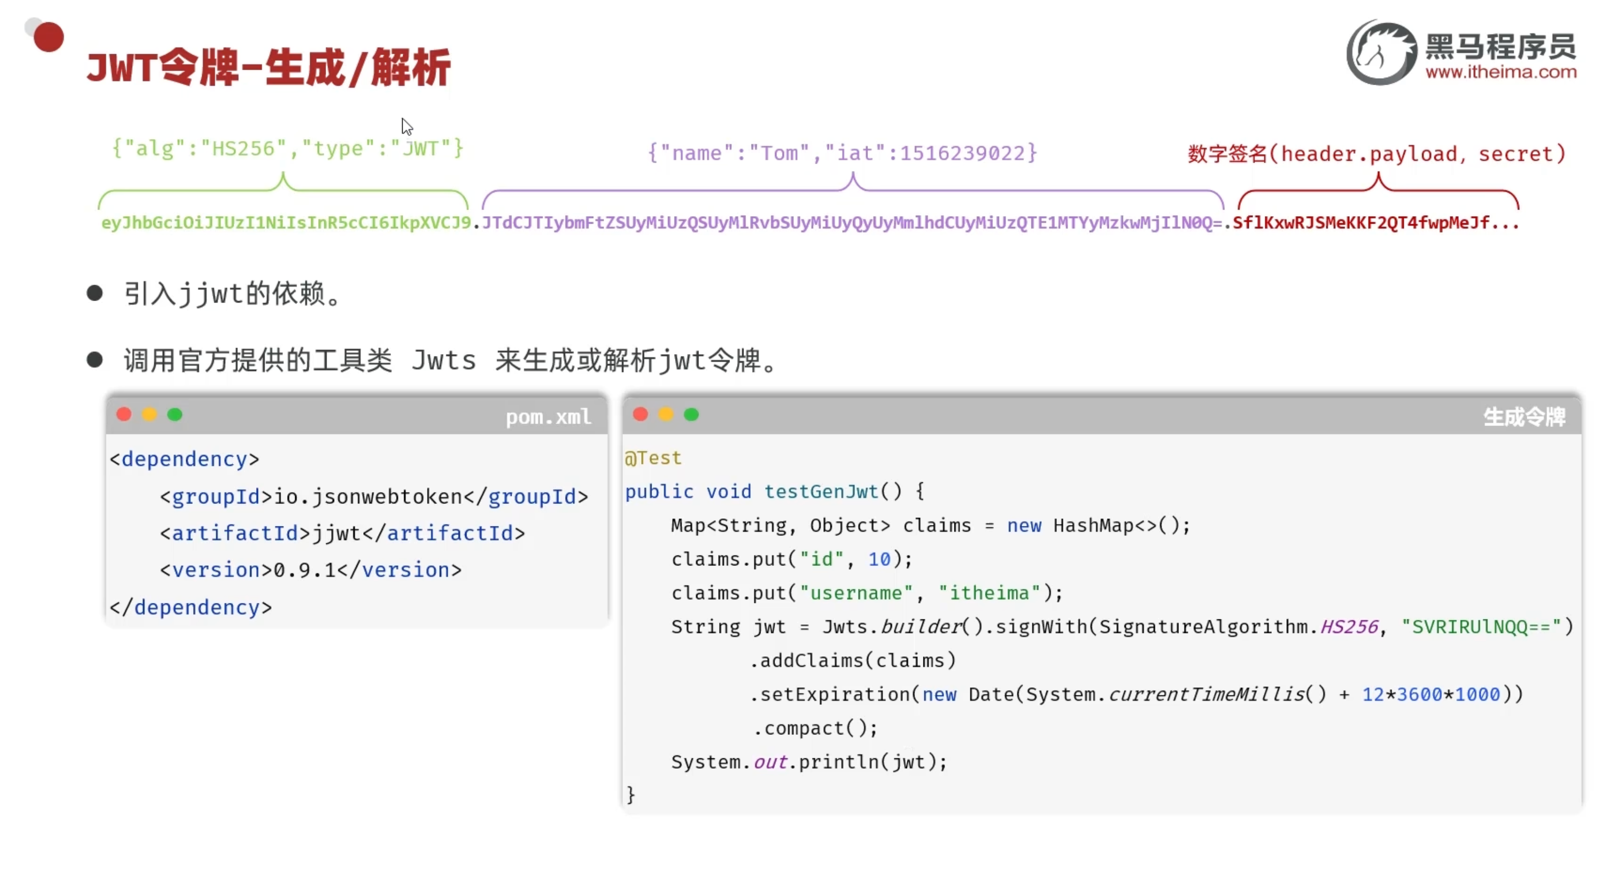 JWT令牌-生成/解析
黑马程序员
www.itheima.com
{"alg":"HS256","type":"JWT"}
{"name":"Tom","iat":1516239022}
数字签名(header.payload, secret)
eyJhbGciOiJIUzI1NiIsInR5cCI6IkpXVCJ9.JTdCJTIybmFtZSUyMiUzQSUyMlRvbSUyMiUyQyUyMmlhdCUyMiUzQTE1MTYyMzkwMjIlN0Q=.SflKxwRJSMeKKF2QT4fwpMeJf...
● 引入jjwt的依赖。
● 调用官方提供的工具类 Jwts 来生成或解析jwt令牌。
pom.xml
<dependency>
    <groupId>io.jsonwebtoken</groupId>
    <artifactId>jjwt</artifactId>
    <version>0.9.1</version>
</dependency>
生成令牌
@Test
public void testGenJwt() {
    Map<String, Object> claims = new HashMap<>();
    claims.put("id", 10);
    claims.put("username", "itheima");
    String jwt = Jwts.builder().signWith(SignatureAlgorithm.HS256, "SVRIRUlNQQ==")
           .addClaims(claims)
           .setExpiration(new Date(System.currentTimeMillis() + 12*3600*1000))
           .compact();
    System.out.println(jwt);
}